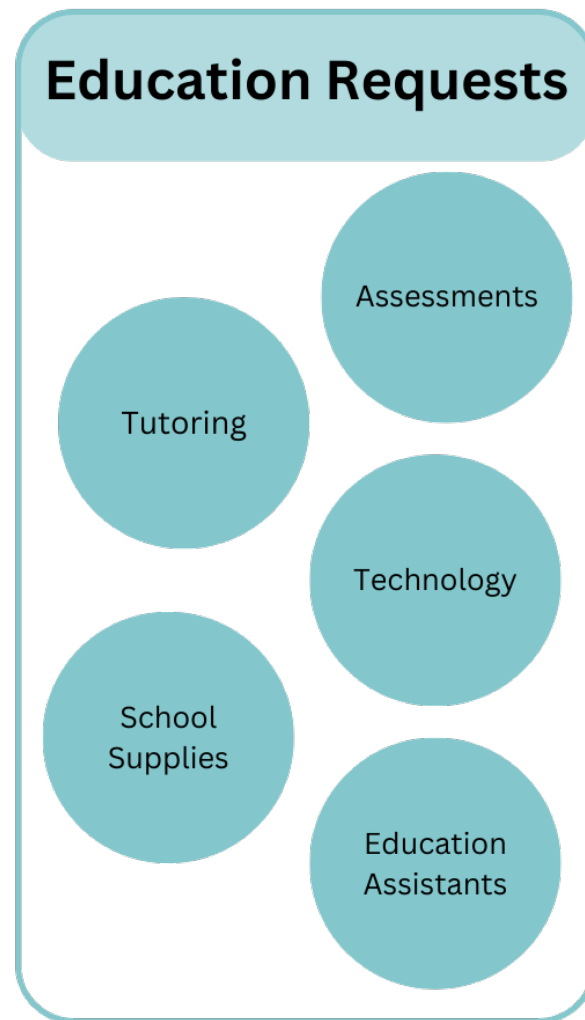 Education Requests
Assessments
Tutoring
Technology
School
Supplies
Education
Assistants